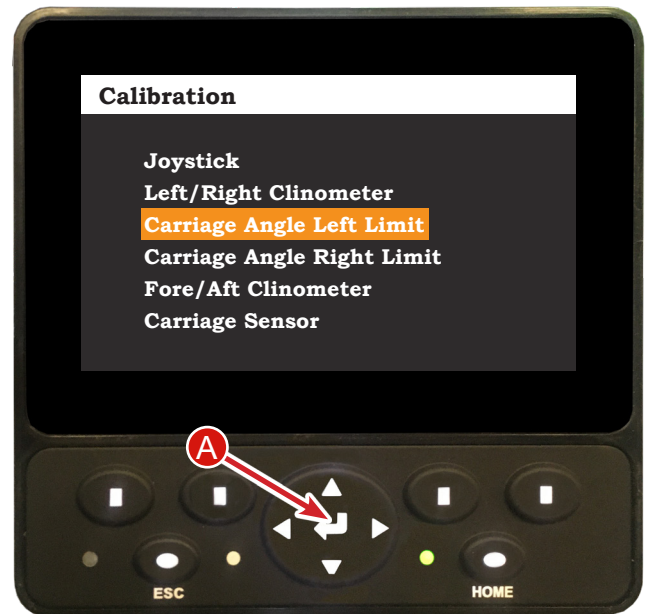 Calibration
Joystick
Left/Right Clinometer
Carriage Angle Left Limit
Carriage Angle Right Limit
Fore/Aft Clinometer
Carriage Sensor
A
ESC
HOME